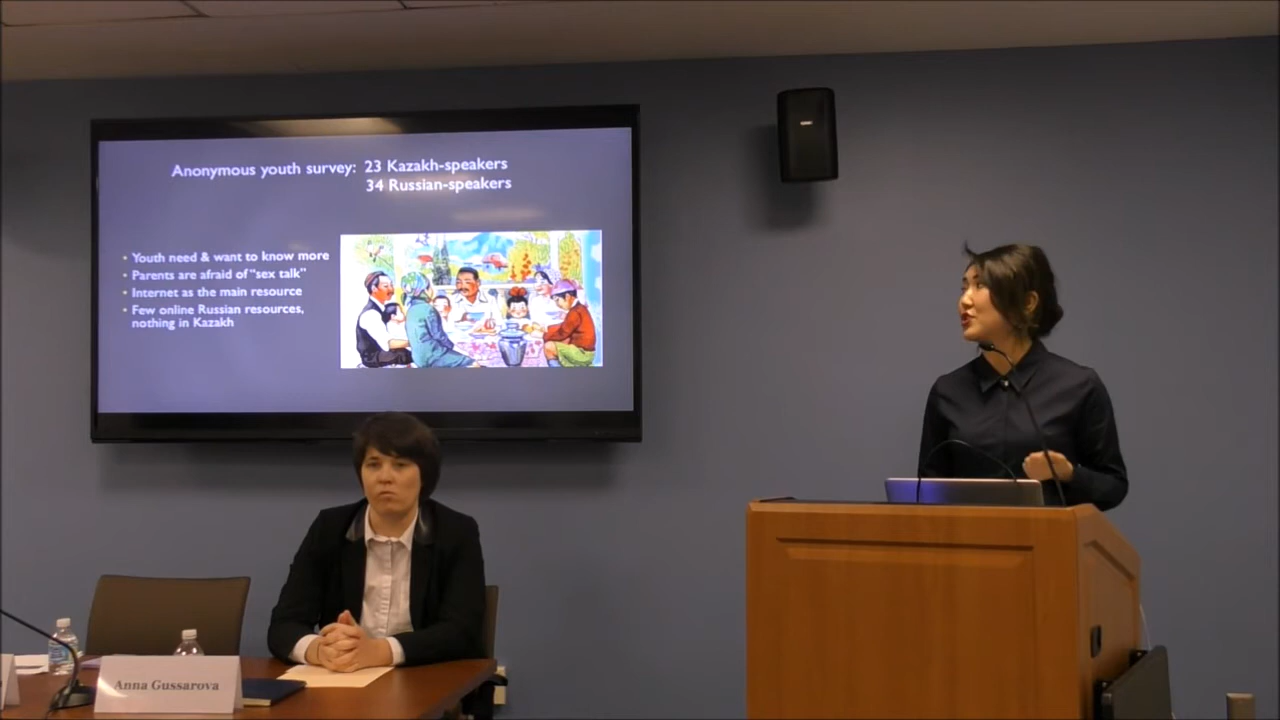 Anonymous youth survey: 23 Kazakh-speakers
34 Russian-speakers
• Youth need & want to know more
• Parents are afraid of "sex talk"
• Internet as the main resource
• Few online Russian resources,
nothing in Kazakh
Anna Gussarova